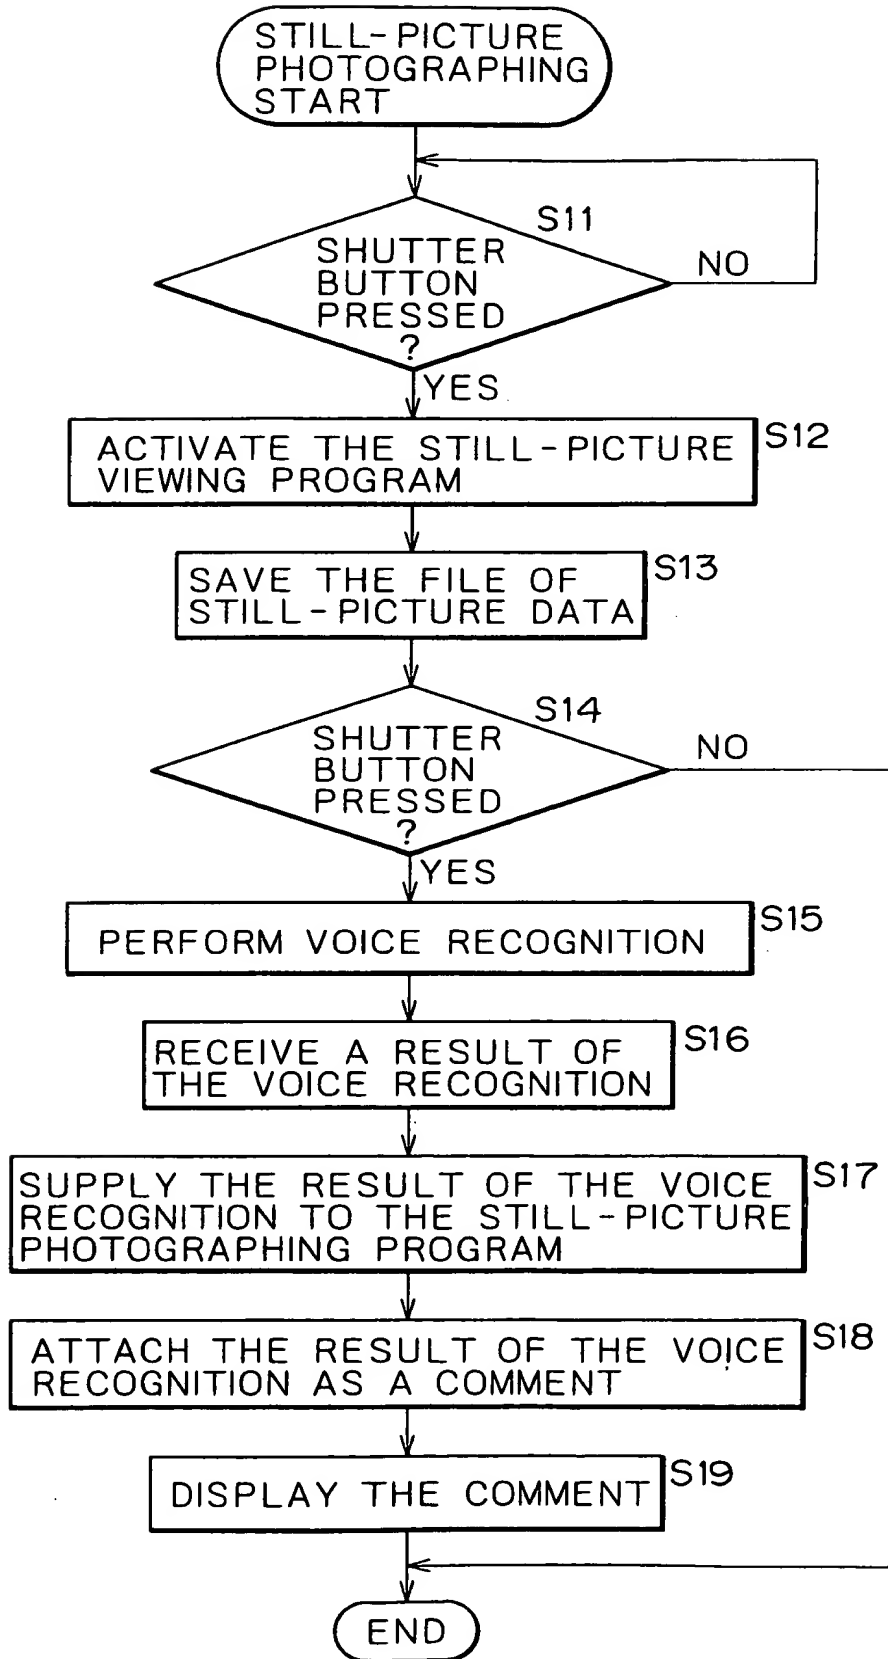 STILL-PICTURE
PHOTOGRAPHING
START
S11
SHUTTER
BUTTON
PRESSED
?
NO
YES
S12
ACTIVATE THE STILL-PICTURE
VIEWING PROGRAM
S13
SAVE THE FILE OF
STILL-PICTURE DATA
S14
SHUTTER
BUTTON
PRESSED
?
NO
YES
S15
PERFORM VOICE RECOGNITION
S16
RECEIVE A RESULT OF
THE VOICE RECOGNITION
S17
SUPPLY THE RESULT OF THE VOICE
RECOGNITION TO THE STILL-PICTURE
PHOTOGRAPHING PROGRAM
S18
ATTACH THE RESULT OF THE VOICE
RECOGNITION AS A COMMENT
S19
DISPLAY THE COMMENT
END